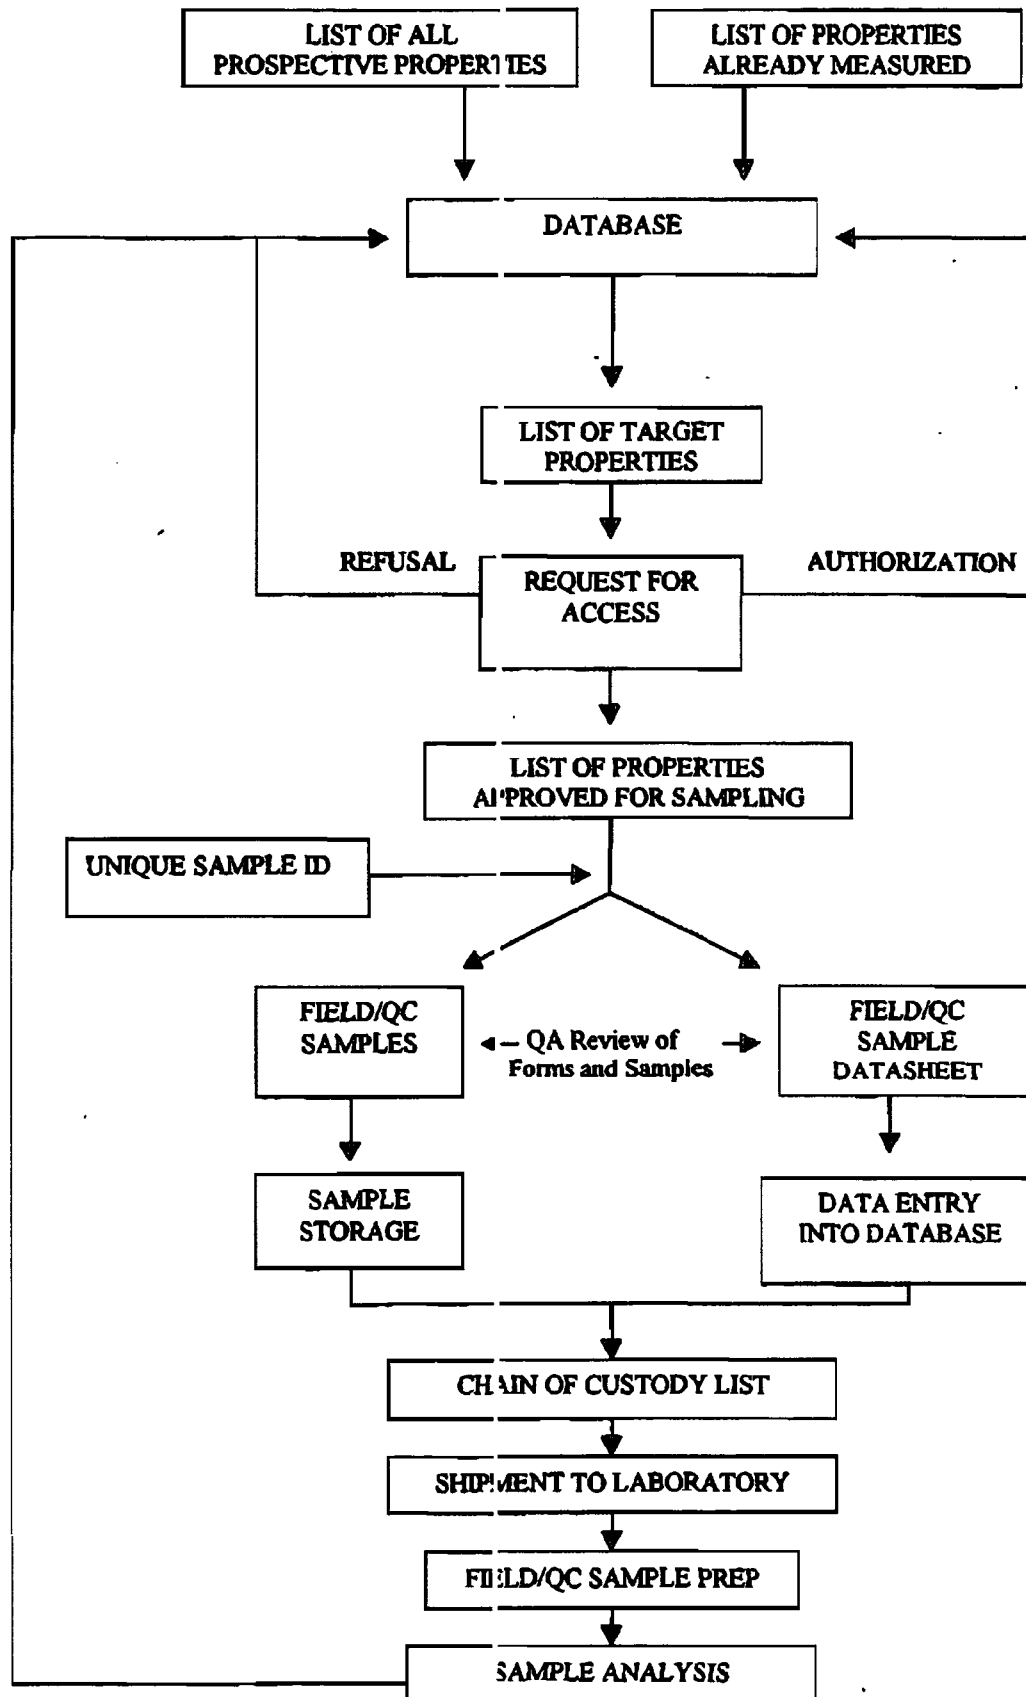 LIST OF ALL
PROSPECTIVE PROPERTIES
LIST OF PROPERTIES
ALREADY MEASURED
DATABASE
LIST OF TARGET
PROPERTIES
REFUSAL
REQUEST FOR
ACCESS
AUTHORIZATION
LIST OF PROPERTIES
APPROVED FOR SAMPLING
UNIQUE SAMPLE ID
FIELD/QC
SAMPLES
QA Review of
Forms and Samples
FIELD/QC
SAMPLE
DATASHEET
SAMPLE
STORAGE
DATA ENTRY
INTO DATABASE
CHAIN OF CUSTODY LIST
SHIPMENT TO LABORATORY
FIELD/QC SAMPLE PREP
SAMPLE ANALYSIS